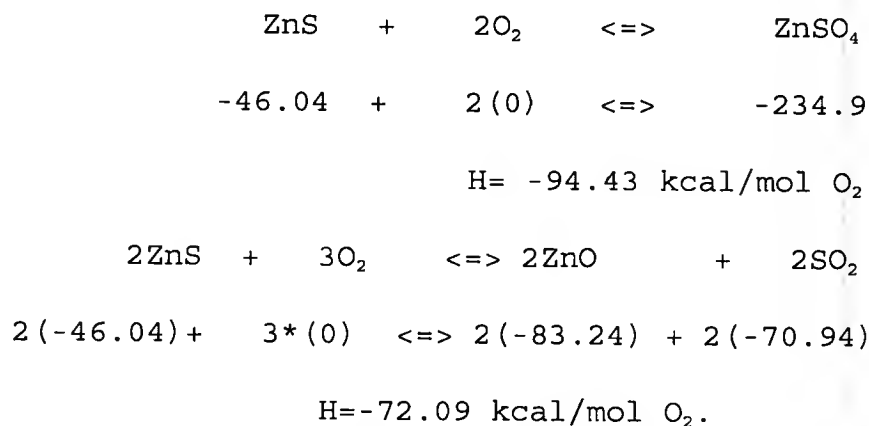 ZnS + 2O₂ <=> ZnSO₄
-46.04 + 2(0) <=> -234.9
H= -94.43 kcal/mol O₂
2ZnS + 3O₂ <=> 2ZnO + 2SO₂
2(-46.04)+ 3*(0) <=> 2(-83.24) + 2(-70.94)
H=-72.09 kcal/mol O₂.